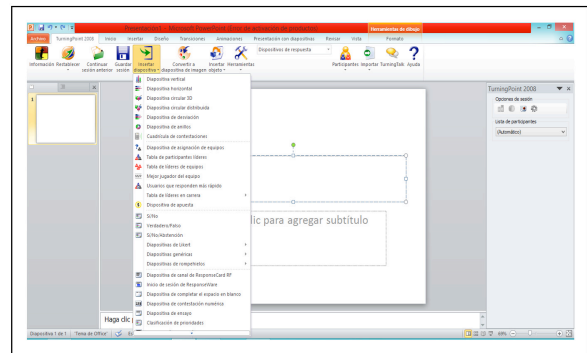 Presentación1 - Microsoft PowerPoint (Error de activación de productos)
Herramientas de dibujo
Archivo TurningPoint 2008 Inicio Insertar Diseño Transiciones Animaciones Presentación con diapositivas Revisar Vista Formato
Información Restablecer Continuar sesión anterior Guardar sesión Insertar diapositiva Convertir a diapositiva de imagen Insertar objeto Herramientas Dispositivos de respuesta Participantes Importar TurningTalk Ayuda
Diapositiva vertical
Diapositiva horizontal
Diapositiva circular 3D
Diapositiva circular distribuida
Diapositiva de desviación
Diapositiva de anillos
Cuadrícula de contestaciones
Diapositiva de asignación de equipos
Tabla de participantes líderes
Tabla de líderes de equipos
Mejor jugador del equipo
Usuarios que responden más rápido
Tabla de líderes en carrera
Diapositiva de apuesta
Sí/No
Verdadero/Falso
Sí/No/Abstención
Diapositivas de Likert
Diapositivas genéricas
Diapositivas de rompehielos
Diapositiva de canal de ResponseCard RF
Inicio de sesión de ResponseWare
Diapositiva de completar el espacio en blanco
Diapositiva de contestación numérica
Diapositiva de ensayo
Clasificación de prioridades
1
lic para agregar subtítulo
TurningPoint 2008
Opciones de sesión
Lista de participantes
(Automático)
Haga clic
Diapositiva 1 de 1 Tema de Office Es
69%